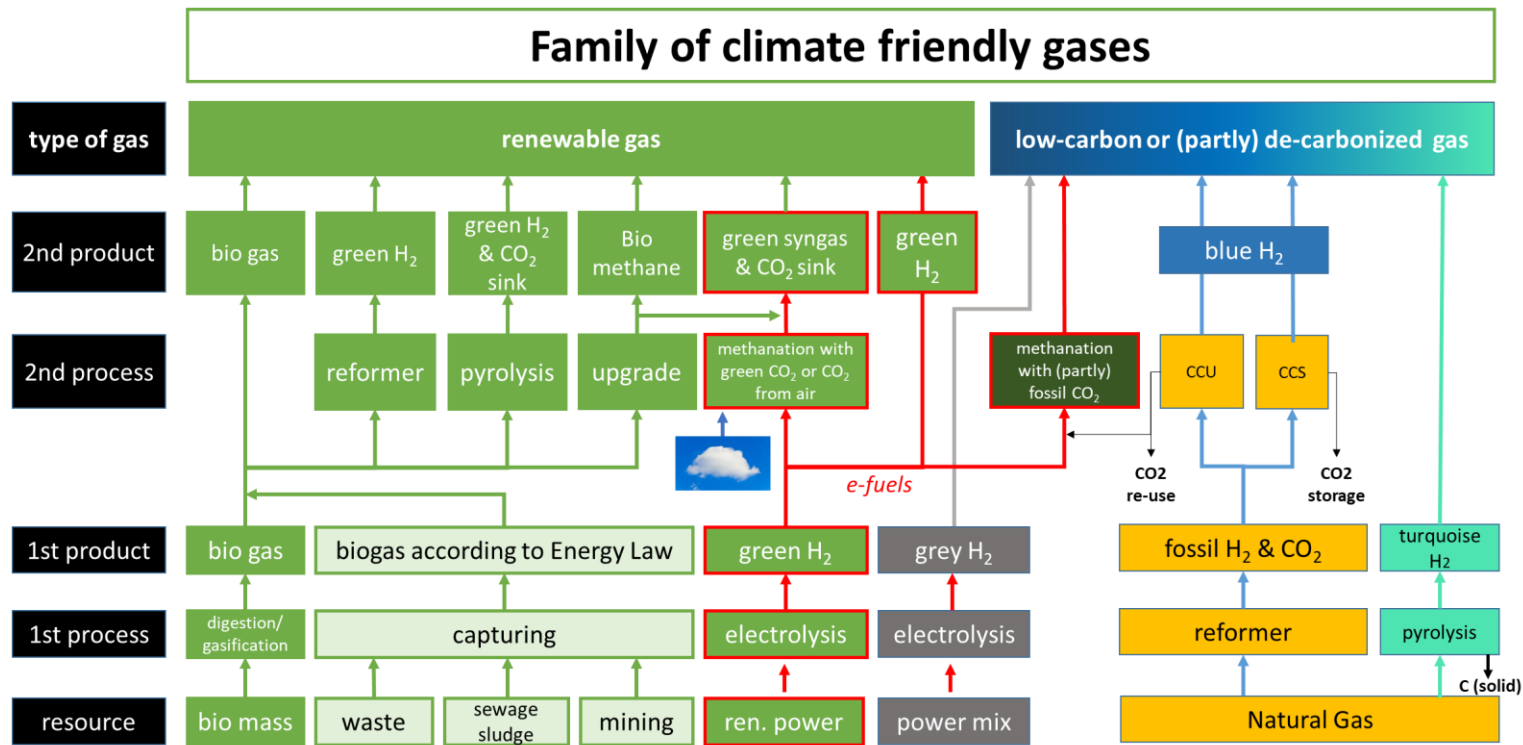 Family of climate friendly gases
type of gas
renewable gas
low-carbon or (partly) de-carbonized gas
2nd product
bio gas
green H₂
green H₂
& CO₂
sink
Bio
methane
green syngas
& CO₂ sink
green
H₂
blue H₂
2nd process
reformer
pyrolysis
upgrade
methanation with
green CO₂ or CO₂
from air
methanation
with (partly)
fossil CO₂
CCU
CCS
e-fuels
CO2
re-use
CO2
storage
1st product
bio gas
biogas according to Energy Law
green H₂
grey H₂
fossil H₂ & CO₂
turquoise
H₂
1st process
digestion/
gasification
capturing
electrolysis
electrolysis
reformer
pyrolysis
C (solid)
resource
bio mass
waste
sewage
sludge
mining
ren. power
power mix
Natural Gas